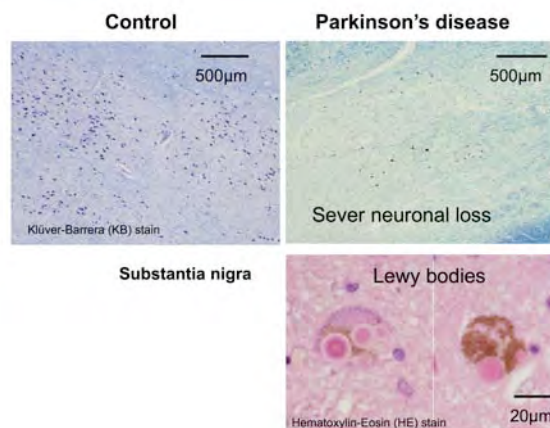 Control
Parkinson's disease
500μm
500μm
Klüver-Barrera (KB) stain
Sever neuronal loss
Substantia nigra
Lewy bodies
Hematoxylin-Eosin (HE) stain
20μm